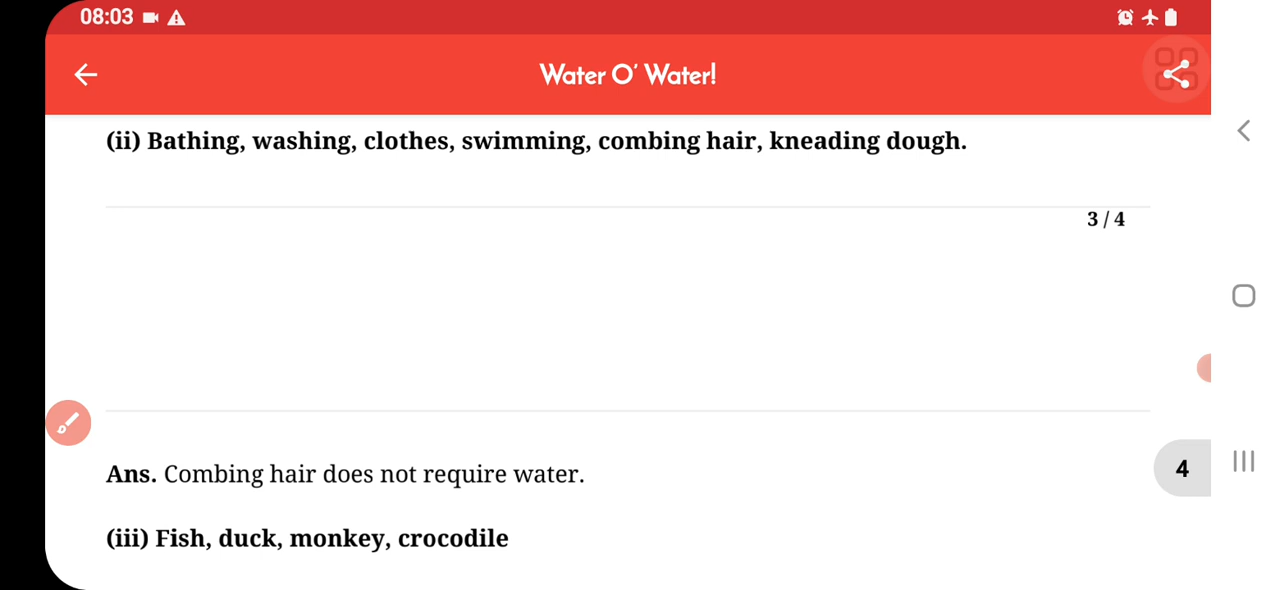 08:03
Water O' Water!
(ii) Bathing, washing, clothes, swimming, combing hair, kneading dough.
3 / 4
Ans. Combing hair does not require water.
4
(iii) Fish, duck, monkey, crocodile